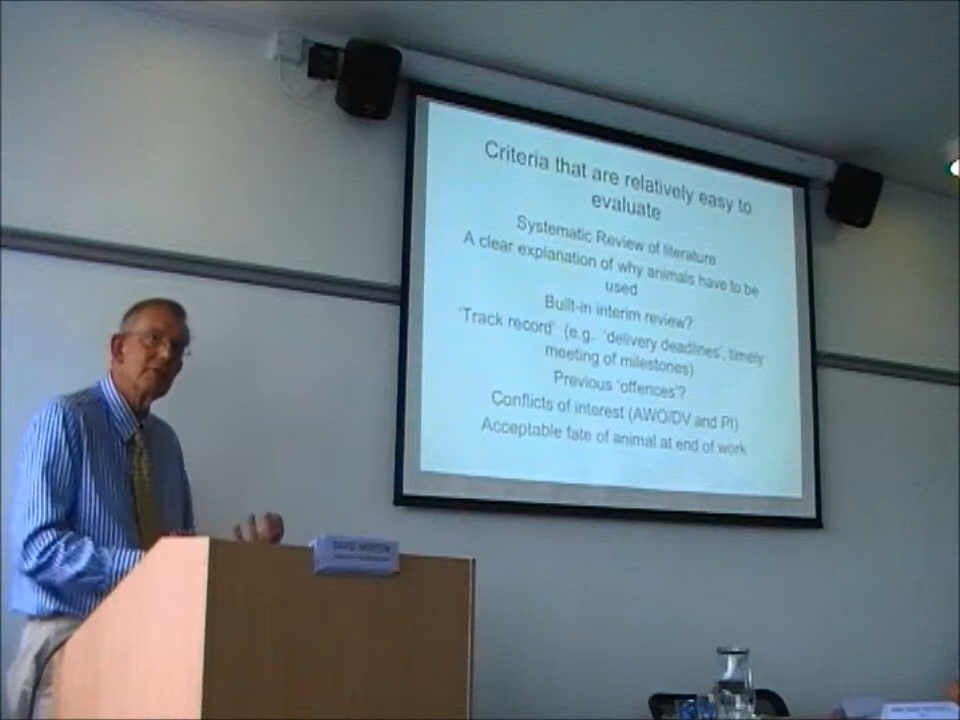 Criteria that are relatively easy to
evaluate
Systematic Review of literature
A clear explanation of why animals have to be
used
Built-in interim review?
'Track record' (e.g. 'delivery deadlines', timely
meeting of milestones)
Previous 'offences'?
Conflicts of interest (AWO/DV and PI)
Acceptable fate of animal at end of work
DAVID MORTON